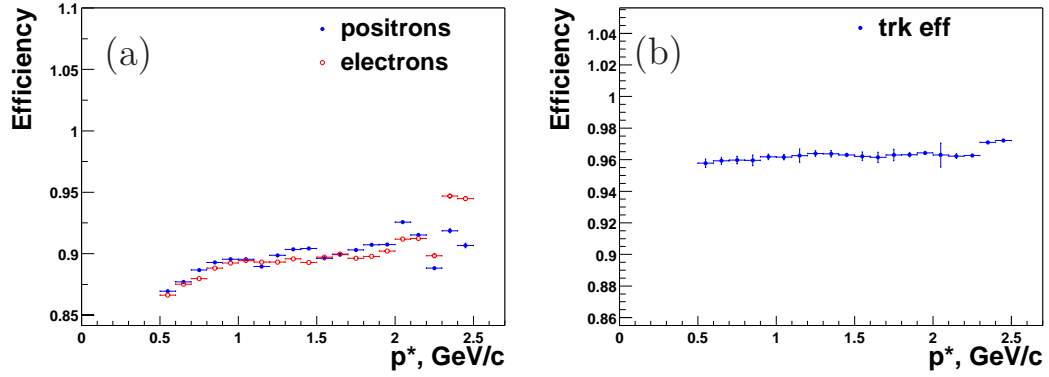 (a)
positrons
electrons
Efficiency
1.1
1.05
1
0.95
0.9
0.85
0 0.5 1 1.5 2 2.5
p*, GeV/c
(b)
trk eff
Efficiency
1.04
1.02
1
0.98
0.96
0.94
0.92
0.9
0.88
0.86
0 0.5 1 1.5 2 2.5
p*, GeV/c